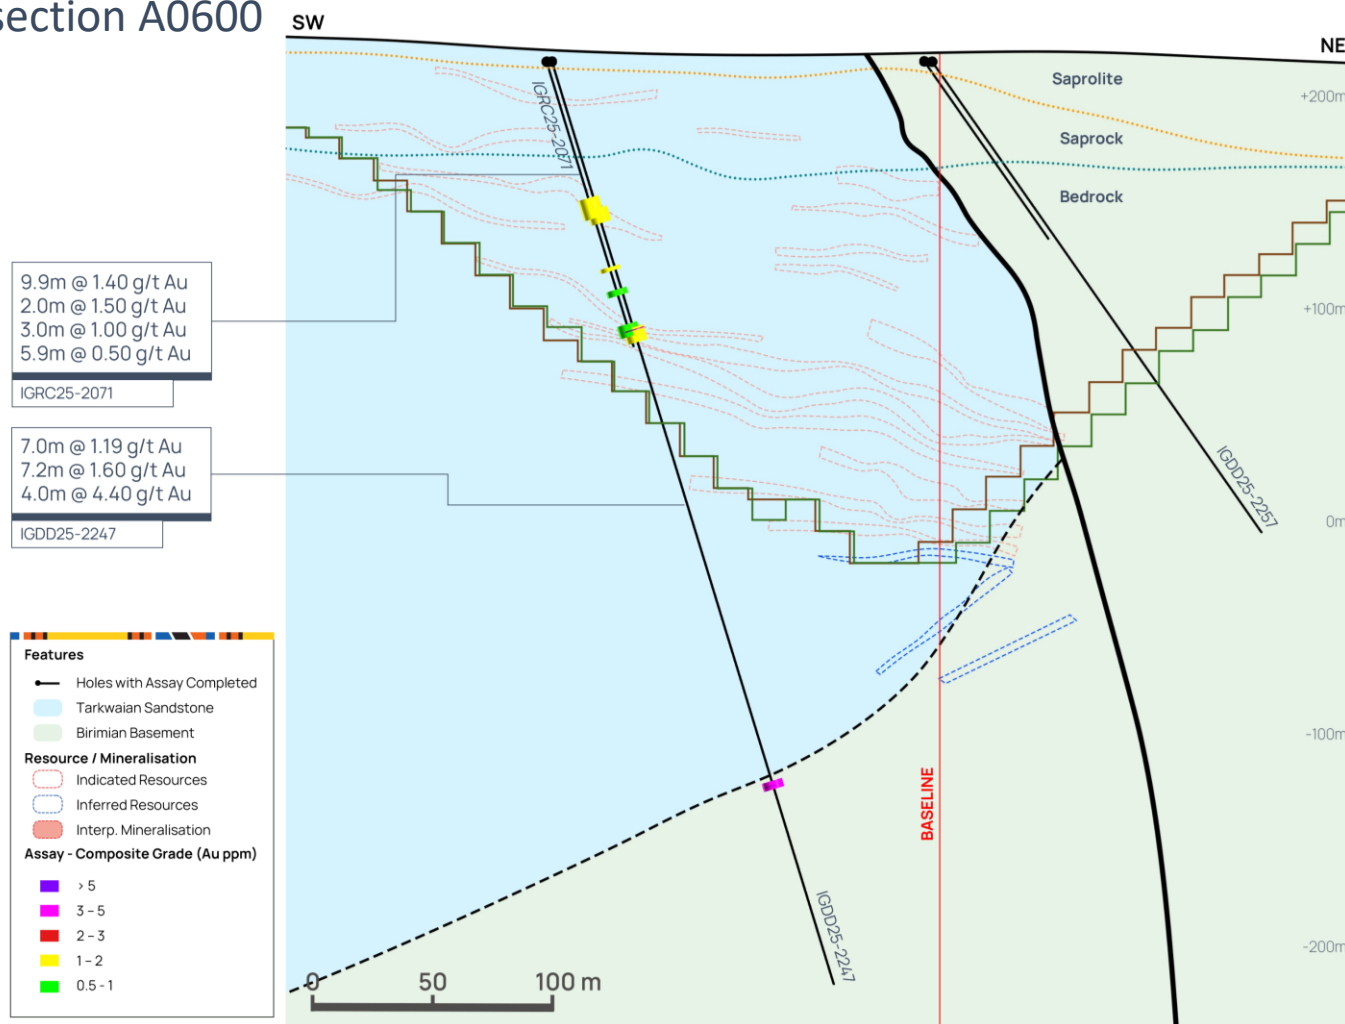 section A0600
SW
NE
IGRC25-2071
Saprolite
Saprock
Bedrock
+200m
+100m
0m
-100m
-200m
9.9m @ 1.40 g/t Au
2.0m @ 1.50 g/t Au
3.0m @ 1.00 g/t Au
5.9m @ 0.50 g/t Au
IGRC25-2071
7.0m @ 1.19 g/t Au
7.2m @ 1.60 g/t Au
4.0m @ 4.40 g/t Au
IGDD25-2247
IGDD25-2257
BASELINE
IGDD25-2247
Features
Holes with Assay Completed
Tarkwaian Sandstone
Birimian Basement
Resource / Mineralisation
Indicated Resources
Inferred Resources
Interp. Mineralisation
Assay - Composite Grade (Au ppm)
> 5
3 – 5
2 – 3
1 – 2
0.5 - 1
0 50 100 m